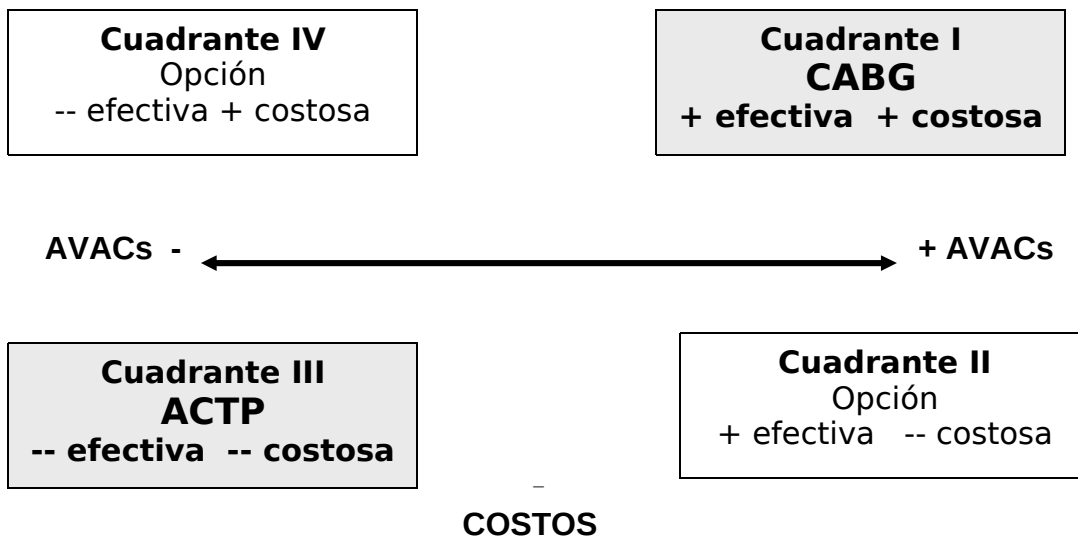 Cuadrante IV
Opción
-- efectiva + costosa
Cuadrante I
CABG
+ efectiva + costosa
AVACs -
+ AVACs
Cuadrante III
ACTP
-- efectiva -- costosa
Cuadrante II
Opción
+ efectiva -- costosa
–
COSTOS